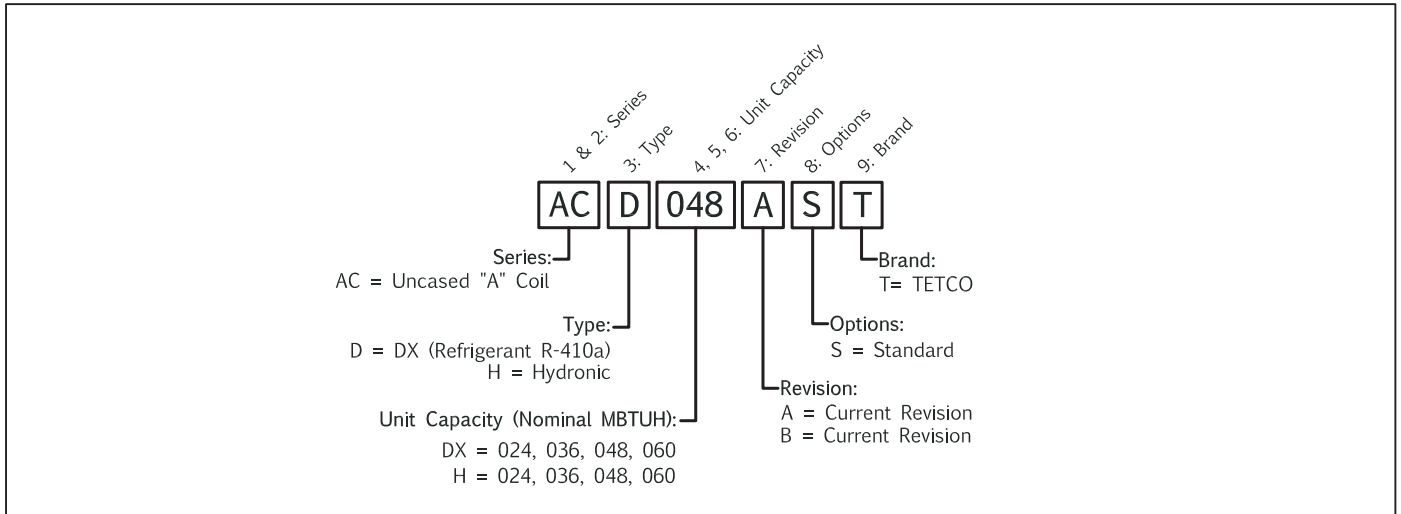 1 & 2: Series
3: Type
4, 5, 6: Unit Capacity
7: Revision
8: Options
9: Brand
AC D 048 A S T
Series:
AC = Uncased "A" Coil
Type:
D = DX (Refrigerant R-410a)
H = Hydronic
Unit Capacity (Nominal MBTUH):
DX = 024, 036, 048, 060
H = 024, 036, 048, 060
Brand:
T= TETCO
Options:
S = Standard
Revision:
A = Current Revision
B = Current Revision